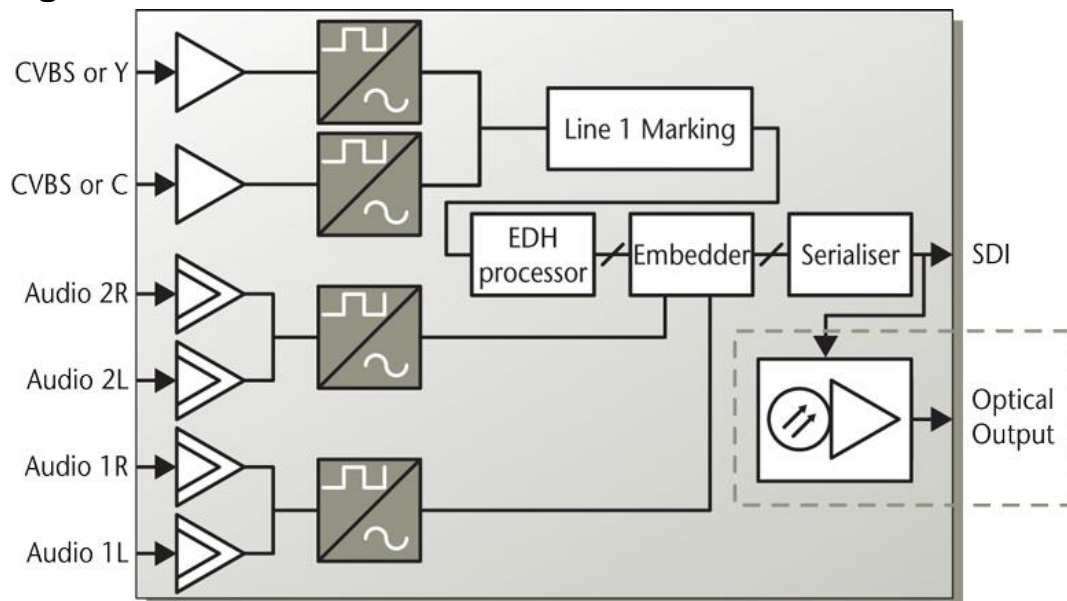 CVBS or Y
Line 1 Marking
CVBS or C
EDH
processor
Embedder
Serialiser
SDI
Audio 2R
Audio 2L
Optical
Output
Audio 1R
Audio 1L